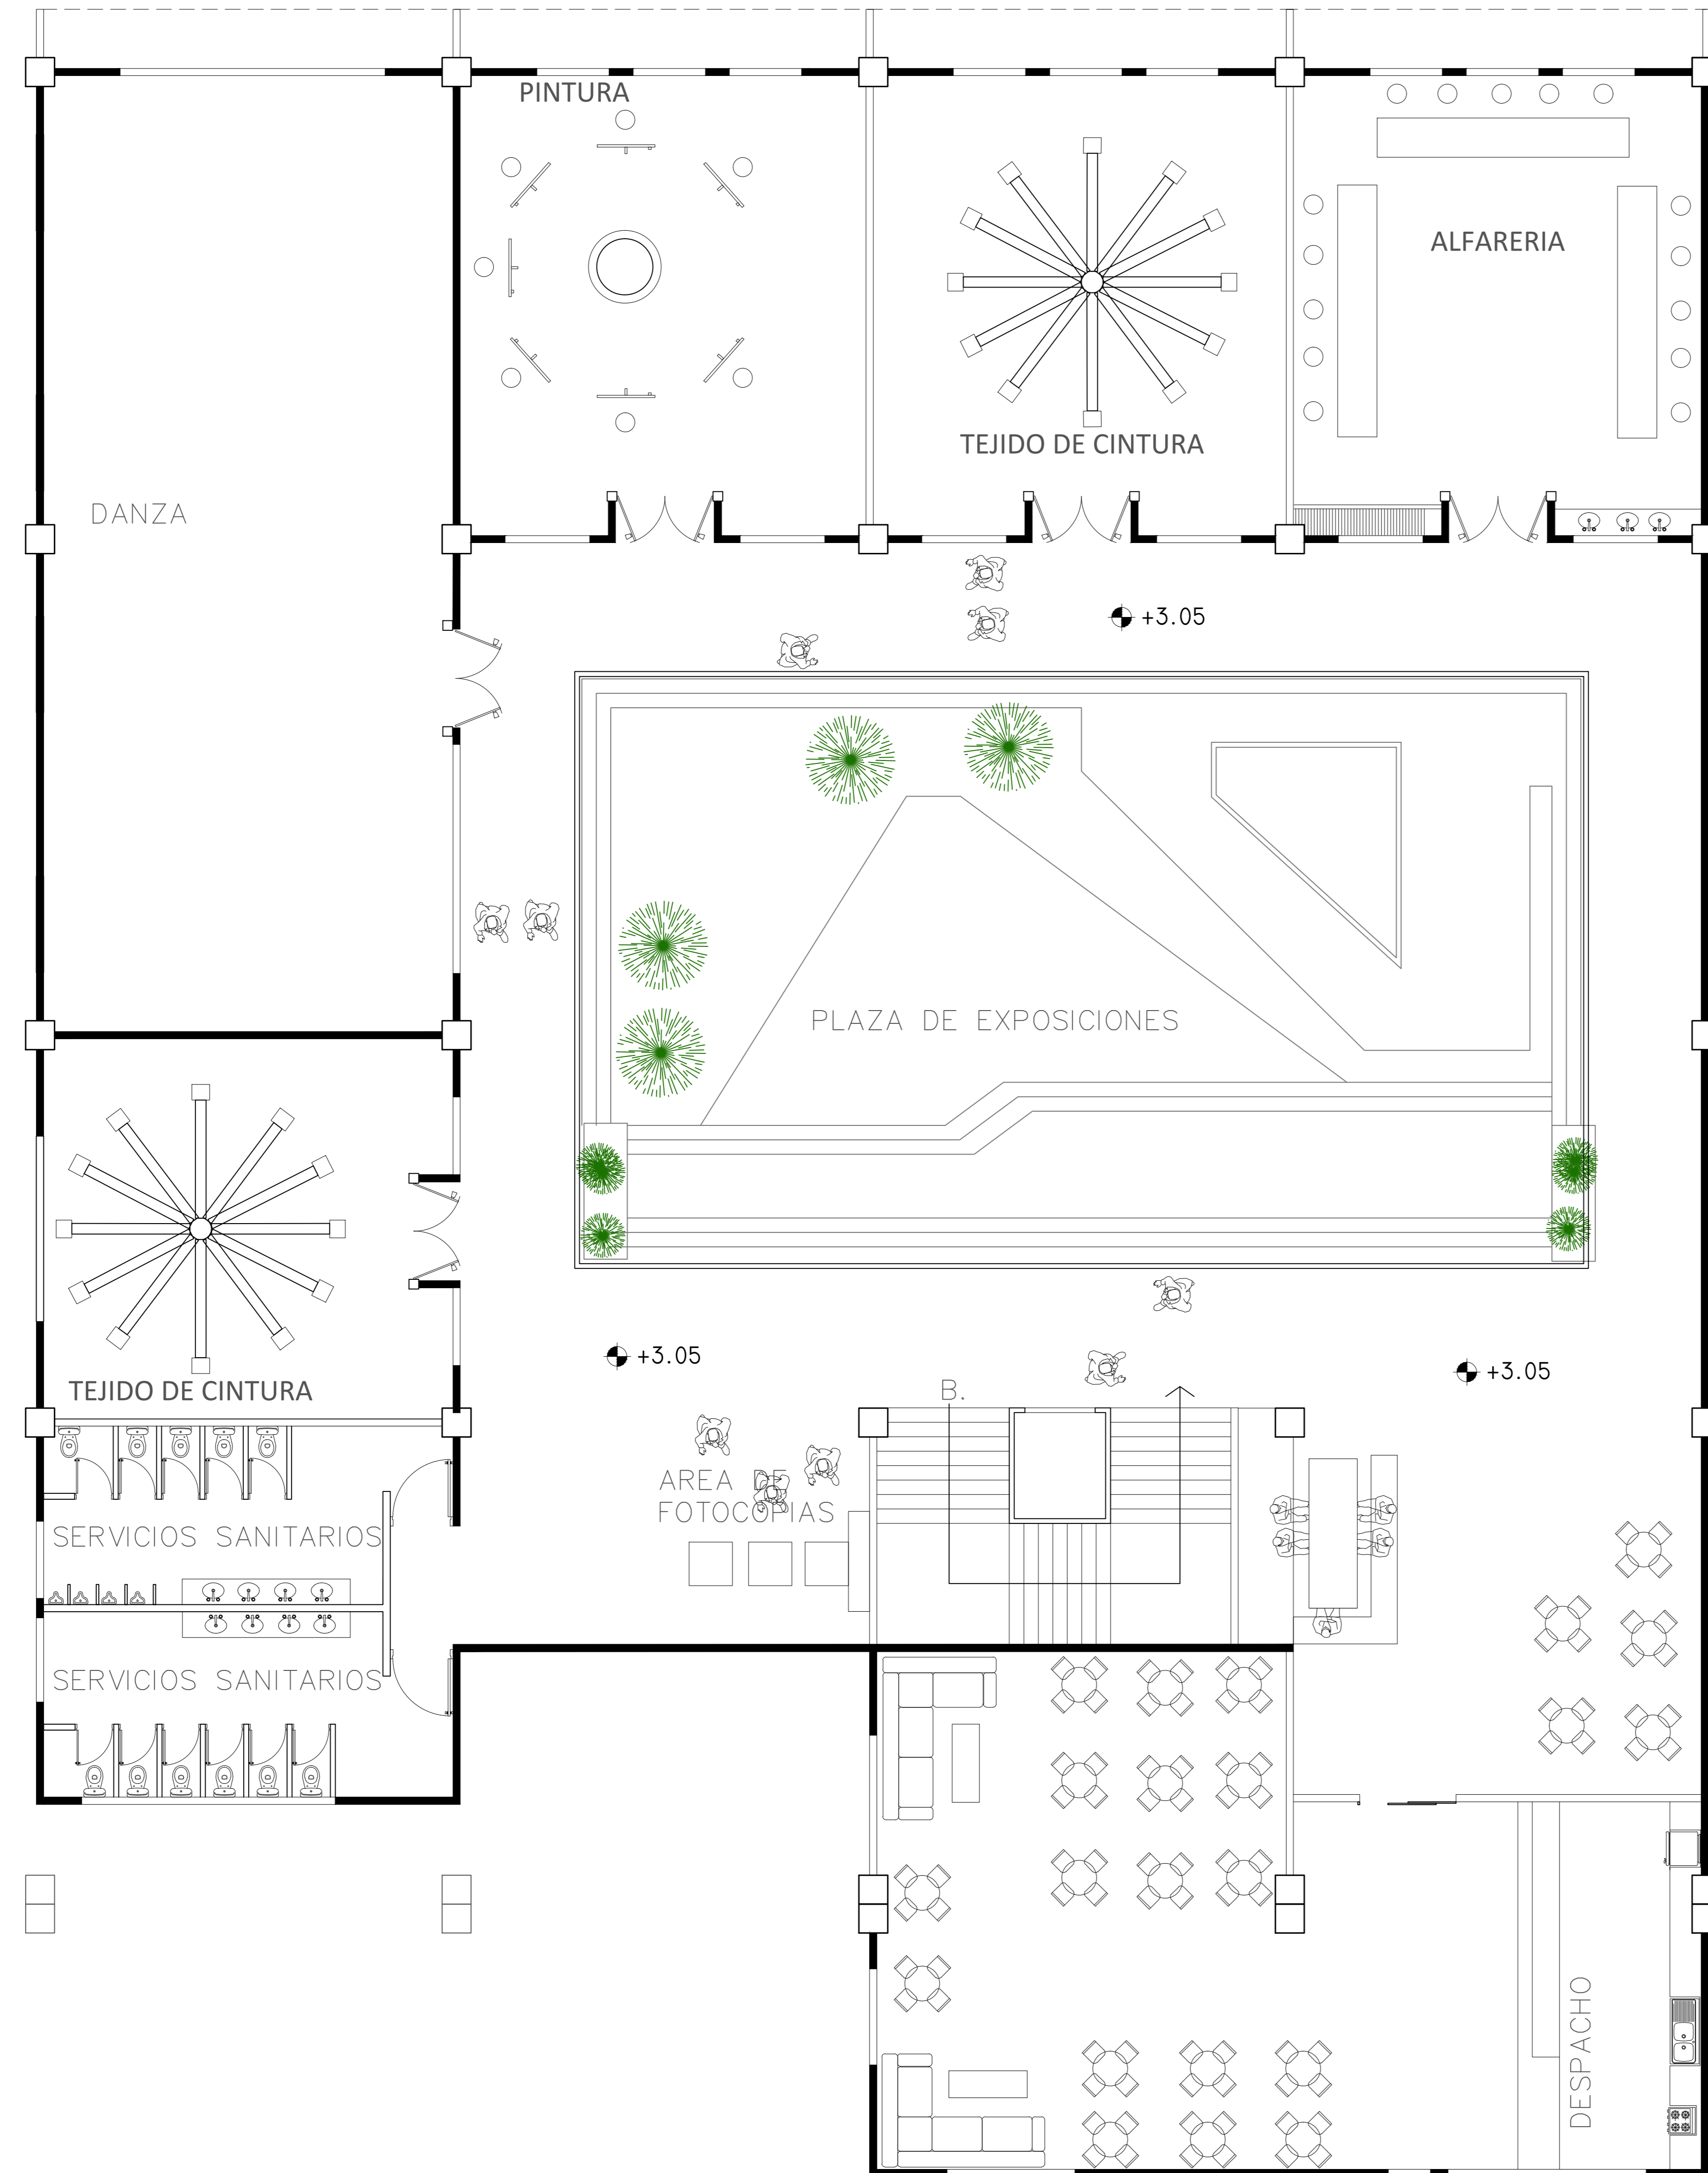 PINTURA
ALFARERIA
TEJIDO DE CINTURA
DANZA
+3.05
PLAZA DE EXPOSICIONES
+3.05
+3.05
TEJIDO DE CINTURA
B.
AREA DE
FOTOCOPIAS
SERVICIOS SANITARIOS
SERVICIOS SANITARIOS
DESPACHO